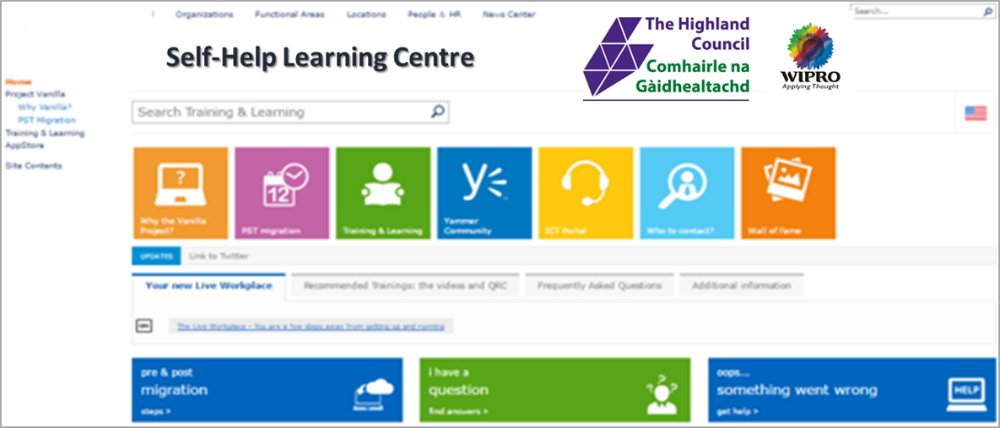 Organizations Functional Areas Locations People & HR News Center
Search...
Self-Help Learning Centre
The Highland
Council
Comhairle na
Gàidhealtachd
WIPRO
Applying Thought
Home
Project Vanilla
Why Vanilla?
PST Migration
Training & Learning
AppStore
Site Contents
Search Training & Learning
?
Why the Vanilla
Project?
12
PST migration
Training & Learning
Yammer
Community
ICT Portal
Who to contact?
Wall of Fame
UPDATES Link to Twitter
Your new Live Workplace Recommended Trainings: the videos and QRC Frequently Asked Questions Additional information
The Live Workplace - You are a few steps away from getting up and running
pre & post
migration
steps >
i have a
question
find answers >
oops...
something went wrong
get help >
HELP